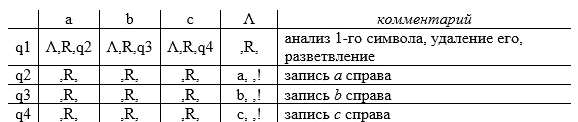 a b c Λ комментарий
q1 Λ,R,q2 Λ,R,q3 Λ,R,q4 ,R, анализ 1-го символа, удаление его,
разветвление
q2 ,R, ,R, ,R, a, ,! запись a справа
q3 ,R, ,R, ,R, b, ,! запись b справа
q4 ,R, ,R, ,R, c, ,! запись c справа